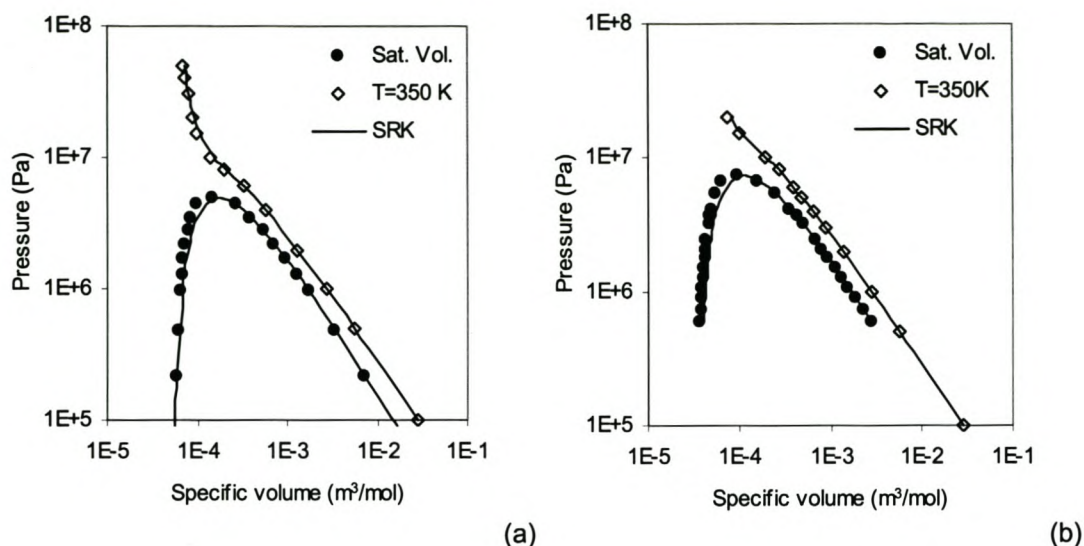 1E+8
1E+7
1E+6
1E+5
Pressure (Pa)
Sat. Vol.
T=350 K
SRK
1E-5 1E-4 1E-3 1E-2 1E-1
Specific volume (m³/mol)
(a)
1E+8
1E+7
1E+6
1E+5
Pressure (Pa)
Sat. Vol.
T=350K
SRK
1E-5 1E-4 1E-3 1E-2 1E-1
Specific volume (m³/mol)
(b)